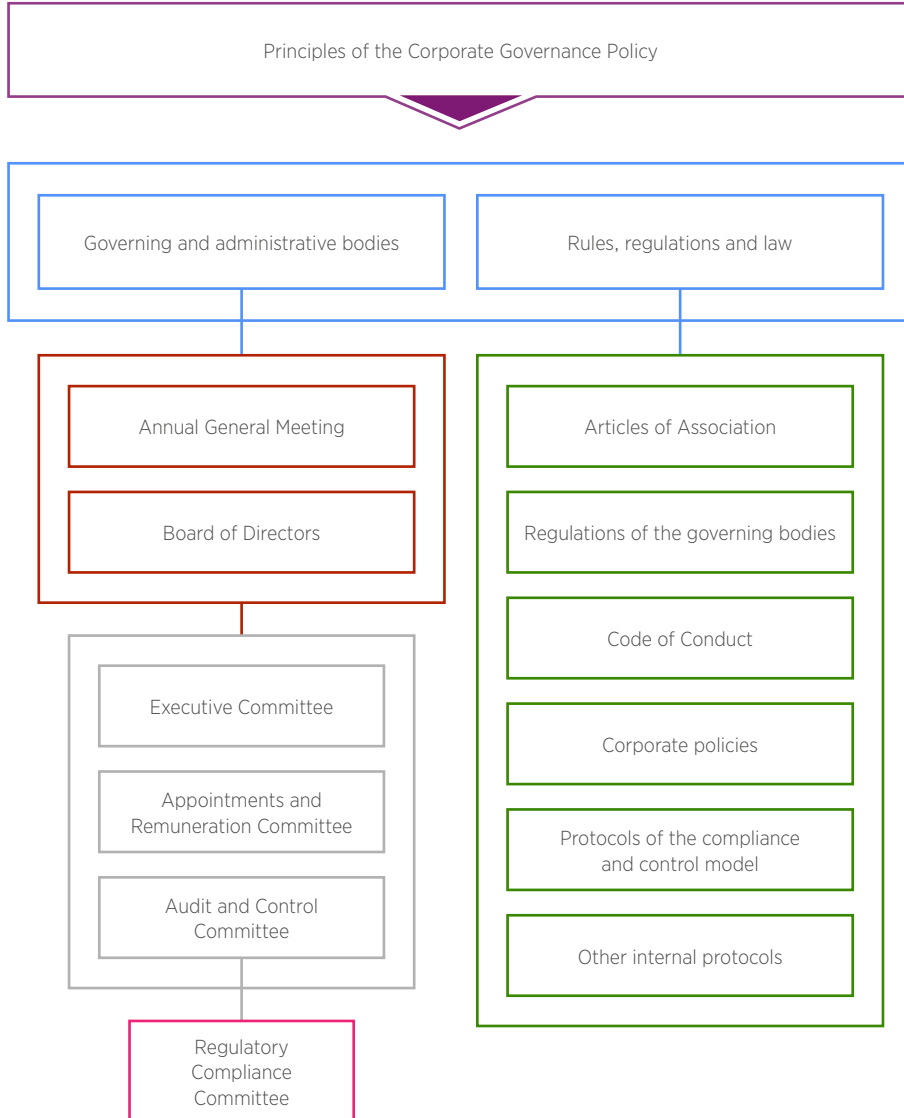 Principles of the Corporate Governance Policy
Governing and administrative bodies
Rules, regulations and law
Annual General Meeting
Board of Directors
Executive Committee
Appointments and
Remuneration Committee
Audit and Control
Committee
Regulatory
Compliance
Committee
Articles of Association
Regulations of the governing bodies
Code of Conduct
Corporate policies
Protocols of the compliance
and control model
Other internal protocols